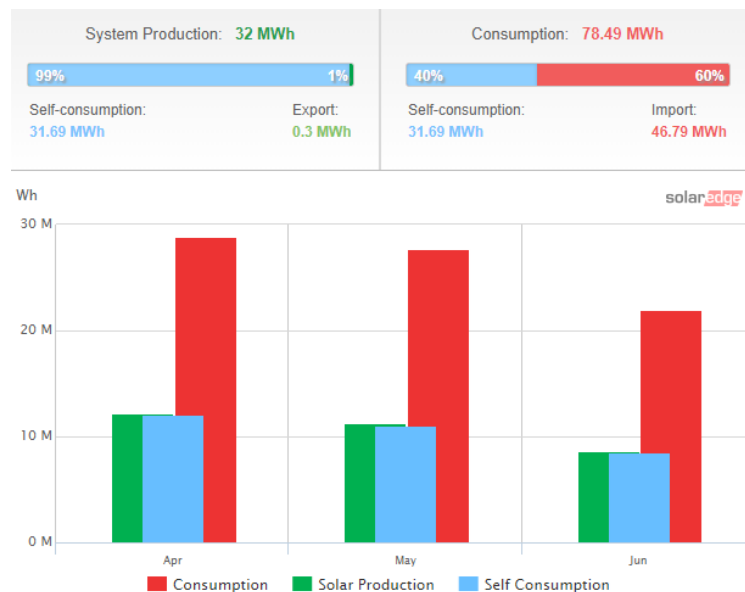 System Production: 32 MWh
Consumption: 78.49 MWh
99% 1%
40% 60%
Self-consumption: Export:
31.69 MWh 0.3 MWh
Self-consumption: Import:
31.69 MWh 46.79 MWh
Wh
solaredge
30 M
20 M
10 M
0 M
Apr May Jun
Consumption Solar Production Self Consumption